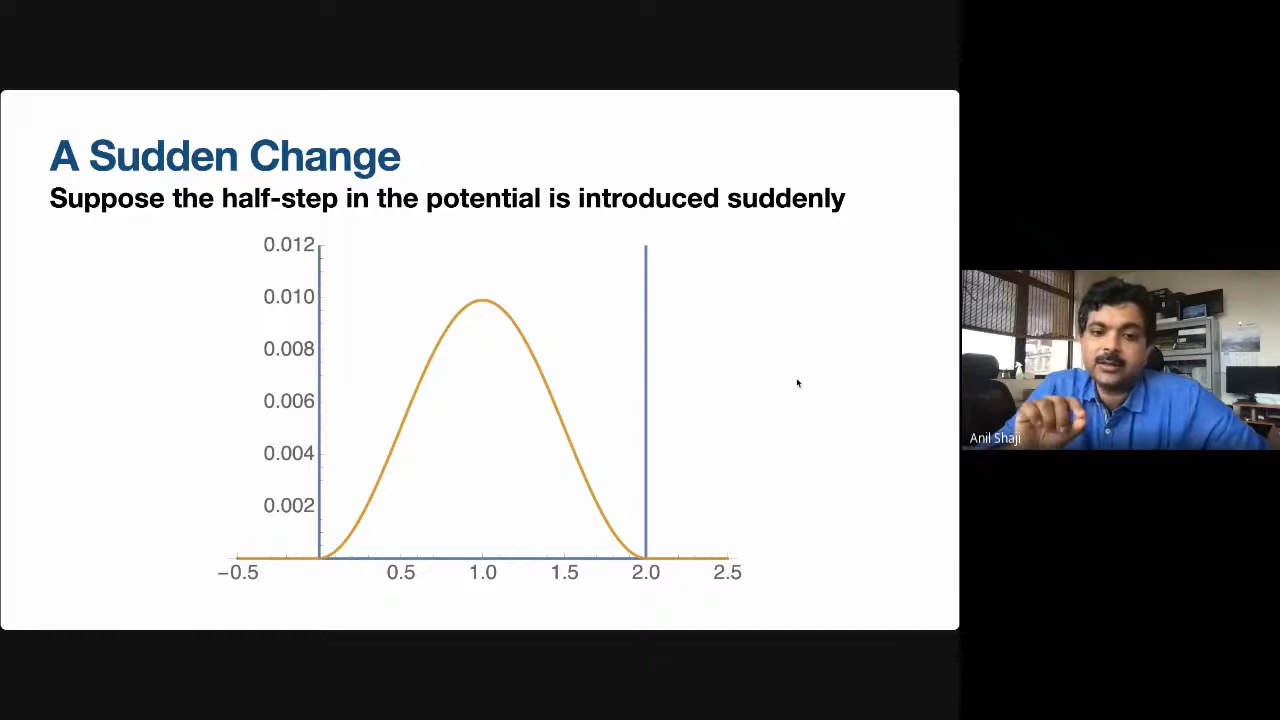 A Sudden Change
Suppose the half-step in the potential is introduced suddenly
0.012
0.010
0.008
0.006
0.004
0.002
−0.5 0.5 1.0 1.5 2.0 2.5
Anil Shaji